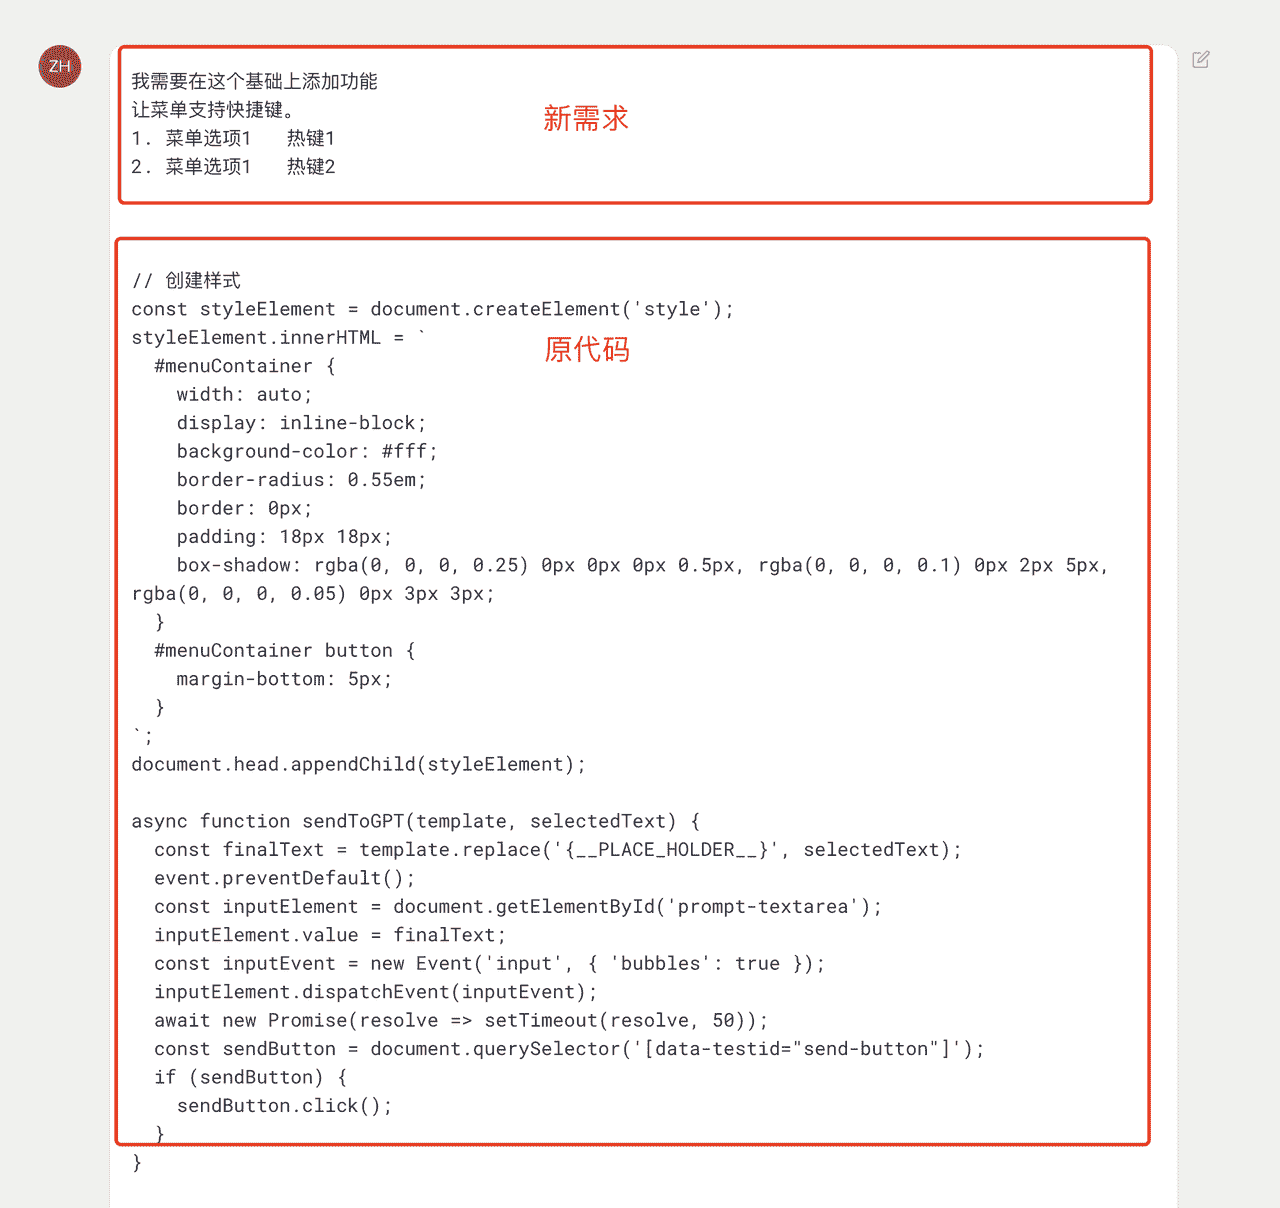 ZH
我需要在这个基础上添加功能
让菜单支持快捷键。
1. 菜单选项1   热键1
2. 菜单选项1   热键2
新需求
// 创建样式
const styleElement = document.createElement('style');
styleElement.innerHTML = `
原代码
  #menuContainer {
    width: auto;
    display: inline-block;
    background-color: #fff;
    border-radius: 0.55em;
    border: 0px;
    padding: 18px 18px;
    box-shadow: rgba(0, 0, 0, 0.25) 0px 0px 0px 0.5px, rgba(0, 0, 0, 0.1) 0px 2px 5px,
rgba(0, 0, 0, 0.05) 0px 3px 3px;
  }
  #menuContainer button {
    margin-bottom: 5px;
  }
`;
document.head.appendChild(styleElement);

async function sendToGPT(template, selectedText) {
  const finalText = template.replace('{__PLACE_HOLDER__}', selectedText);
  event.preventDefault();
  const inputElement = document.getElementById('prompt-textarea');
  inputElement.value = finalText;
  const inputEvent = new Event('input', { 'bubbles': true });
  inputElement.dispatchEvent(inputEvent);
  await new Promise(resolve => setTimeout(resolve, 50));
  const sendButton = document.querySelector('[data-testid="send-button"]');
  if (sendButton) {
    sendButton.click();
  }
}